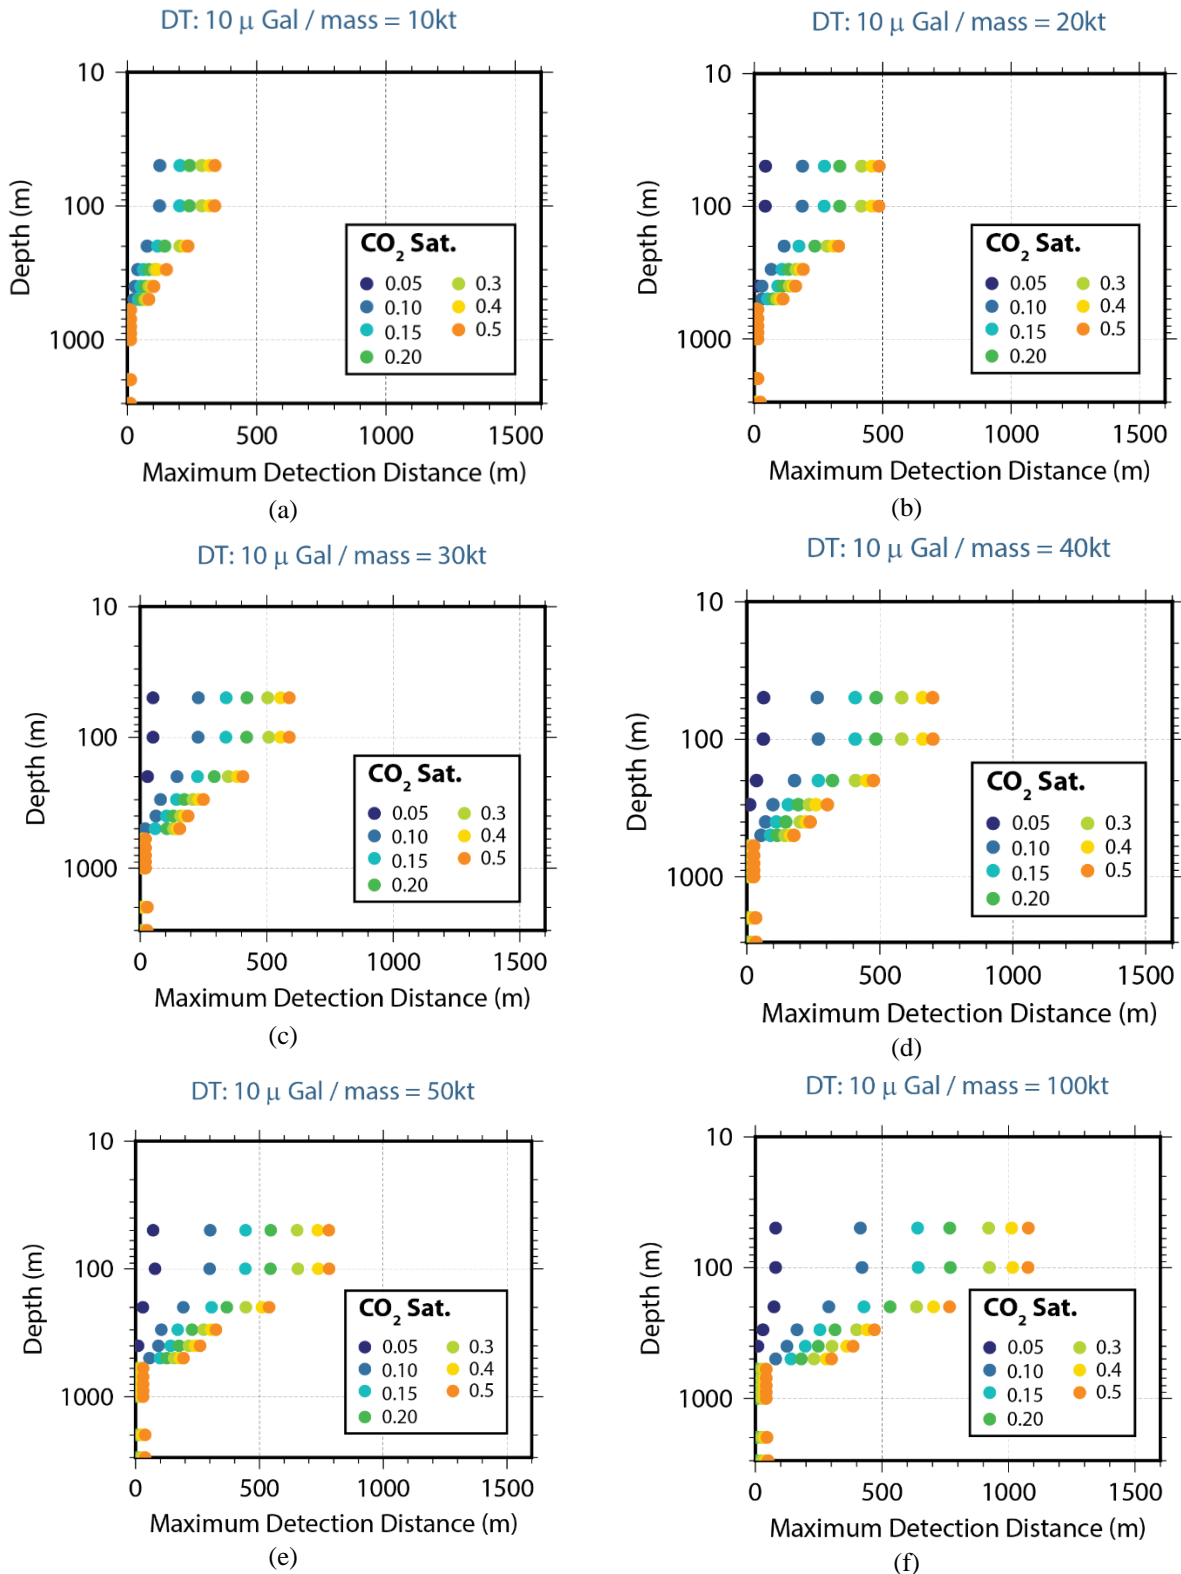 DT: 10 μ Gal / mass = 10kt
10
100
1000
Depth (m)
CO2 Sat.
0.05 0.3
0.10 0.4
0.15 0.5
0.20
0 500 1000 1500
Maximum Detection Distance (m)
(a)
DT: 10 μ Gal / mass = 20kt
10
100
1000
Depth (m)
CO2 Sat.
0.05 0.3
0.10 0.4
0.15 0.5
0.20
0 500 1000 1500
Maximum Detection Distance (m)
(b)
DT: 10 μ Gal / mass = 30kt
10
100
1000
Depth (m)
CO2 Sat.
0.05 0.3
0.10 0.4
0.15 0.5
0.20
0 500 1000 1500
Maximum Detection Distance (m)
(c)
DT: 10 μ Gal / mass = 40kt
10
100
1000
Depth (m)
CO2 Sat.
0.05 0.3
0.10 0.4
0.15 0.5
0.20
0 500 1000 1500
Maximum Detection Distance (m)
(d)
DT: 10 μ Gal / mass = 50kt
10
100
1000
Depth (m)
CO2 Sat.
0.05 0.3
0.10 0.4
0.15 0.5
0.20
0 500 1000 1500
Maximum Detection Distance (m)
(e)
DT: 10 μ Gal / mass = 100kt
10
100
1000
Depth (m)
CO2 Sat.
0.05 0.3
0.10 0.4
0.15 0.5
0.20
0 500 1000 1500
Maximum Detection Distance (m)
(f)